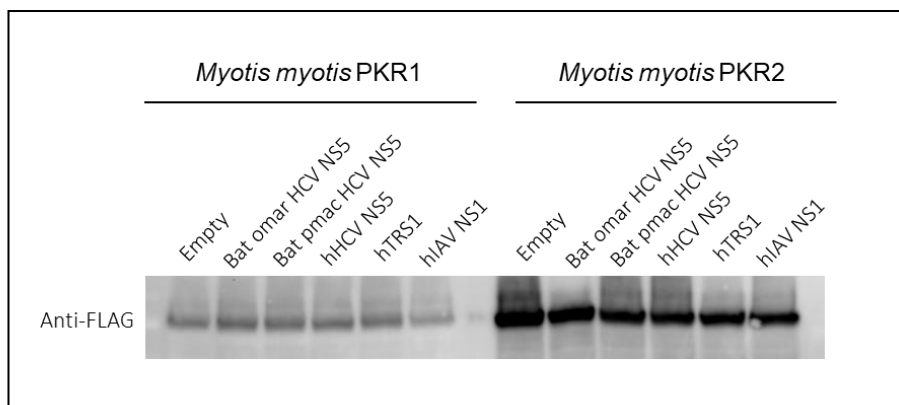 Myotis myotis PKR1
Myotis myotis PKR2
Empty
Bat omar HCV NS5
Bat pmac HCV NS5
hHCV NS5
hTRS1
hIAV NS1
Empty
Bat omar HCV NS5
Bat pmac HCV NS5
hHCV NS5
hTRS1
hIAV NS1
Anti-FLAG